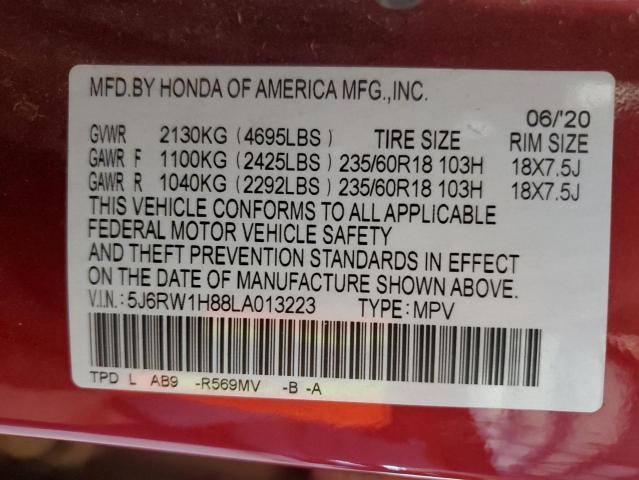 MFD.BY HONDA OF AMERICA MFG.,INC.
06/'20
GVWR 2130KG (4695LBS) TIRE SIZE RIM SIZE
GAWR F 1100KG (2425LBS) 235/60R18 103H 18X7.5J
GAWR R 1040KG (2292LBS) 235/60R18 103H 18X7.5J
THIS VEHICLE CONFORMS TO ALL APPLICABLE
FEDERAL MOTOR VEHICLE SAFETY
AND THEFT PREVENTION STANDARDS IN EFFECT
ON THE DATE OF MANUFACTURE SHOWN ABOVE.
V.I.N.: 5J6RW1H88LA013223 TYPE: MPV
TPD L AB9 -R569MV -B -A